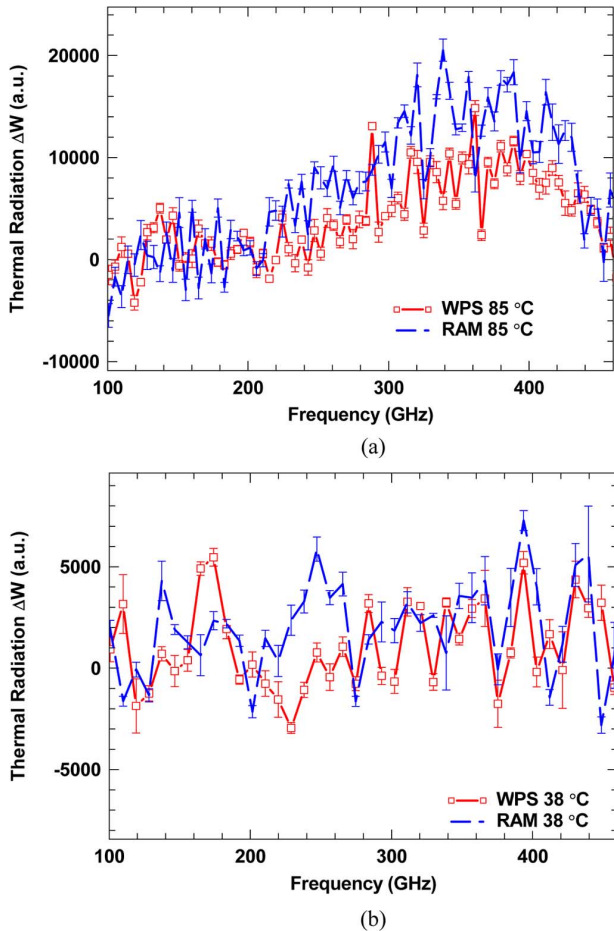 20000
10000
0
-10000
100
200
300
400
Thermal Radiation ΔW (a.u.)
WPS 85 °C
RAM 85 °C
Frequency (GHz)
(a)
5000
0
-5000
100
200
300
400
Thermal Radiation ΔW (a.u.)
WPS 38 °C
RAM 38 °C
Frequency (GHz)
(b)